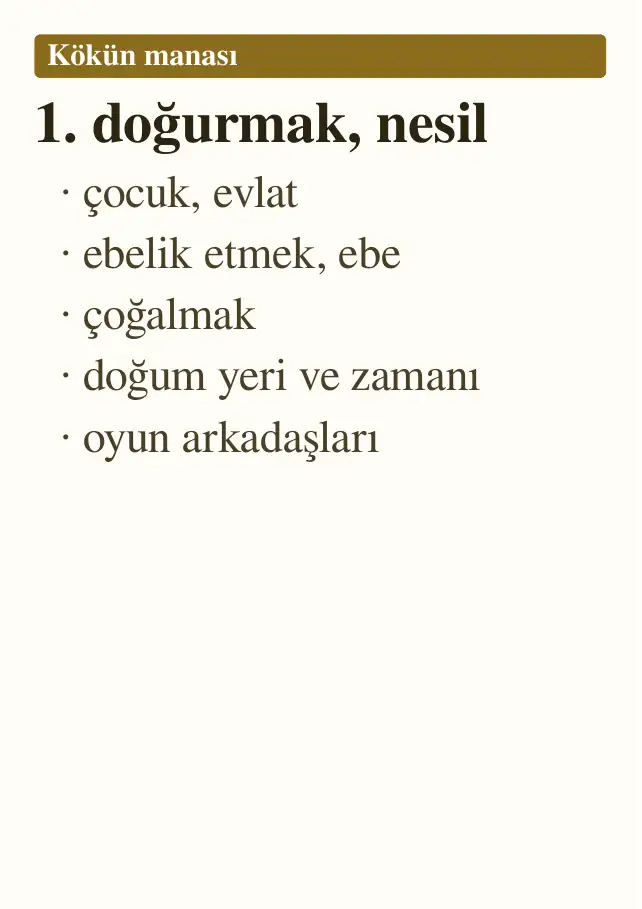 Kökün manası
1. doğurmak, nesil
· çocuk, evlat
· ebelik etmek, ebe
· çoğalmak
· doğum yeri ve zamanı
· oyun arkadaşları